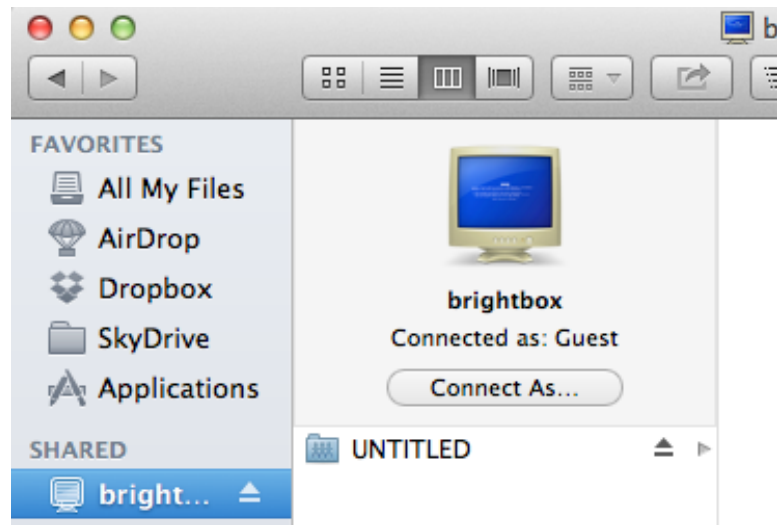 b
FAVORITES
All My Files
AirDrop
Dropbox
SkyDrive
Applications
SHARED
bright...
brightbox
Connected as: Guest
Connect As...
UNTITLED